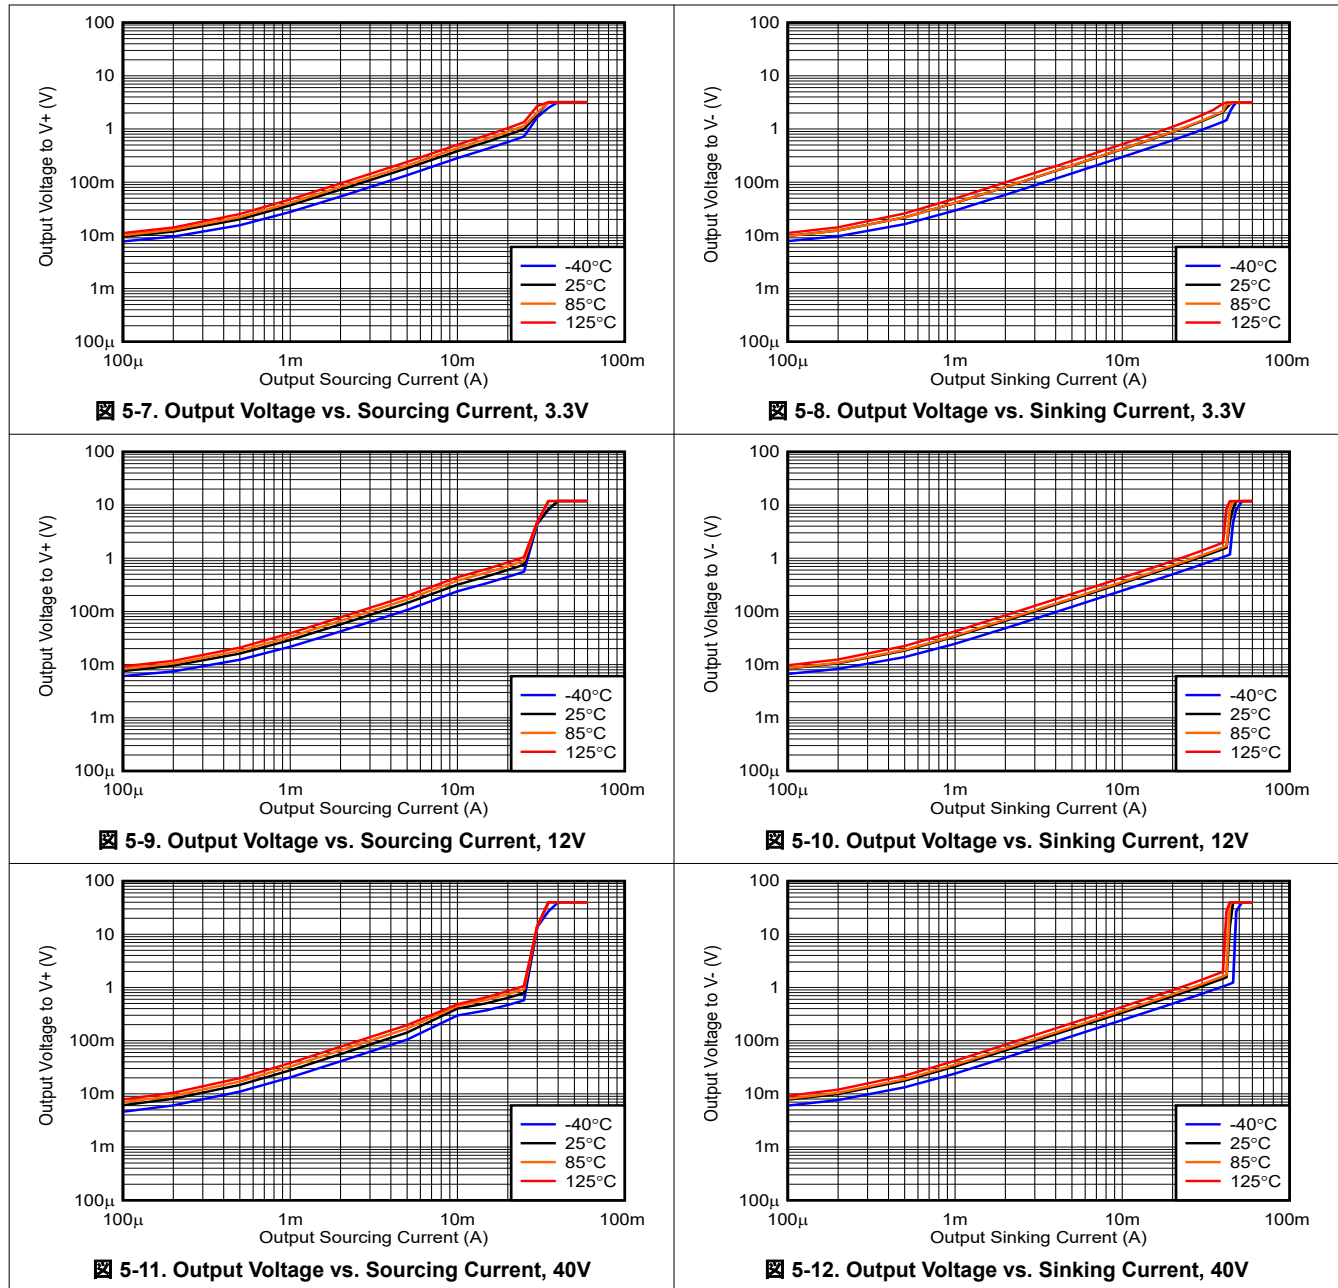 100
10
1
100m
10m
1m
100µ
Output Voltage to V+ (V)
-40°C
25°C
85°C
125°C
100µ 1m 10m 100m
Output Sourcing Current (A)
図 5-7. Output Voltage vs. Sourcing Current, 3.3V
100
10
1
100m
10m
1m
100µ
Output Voltage to V- (V)
-40°C
25°C
85°C
125°C
100µ 1m 10m 100m
Output Sinking Current (A)
図 5-8. Output Voltage vs. Sinking Current, 3.3V
100
10
1
100m
10m
1m
100µ
Output Voltage to V+ (V)
-40°C
25°C
85°C
125°C
100µ 1m 10m 100m
Output Sourcing Current (A)
図 5-9. Output Voltage vs. Sourcing Current, 12V
100
10
1
100m
10m
1m
100µ
Output Voltage to V- (V)
-40°C
25°C
85°C
125°C
100µ 1m 10m 100m
Output Sinking Current (A)
図 5-10. Output Voltage vs. Sinking Current, 12V
100
10
1
100m
10m
1m
100µ
Output Voltage to V+ (V)
-40°C
25°C
85°C
125°C
100µ 1m 10m 100m
Output Sourcing Current (A)
図 5-11. Output Voltage vs. Sourcing Current, 40V
100
10
1
100m
10m
1m
100µ
Output Voltage to V- (V)
-40°C
25°C
85°C
125°C
100µ 1m 10m 100m
Output Sinking Current (A)
図 5-12. Output Voltage vs. Sinking Current, 40V